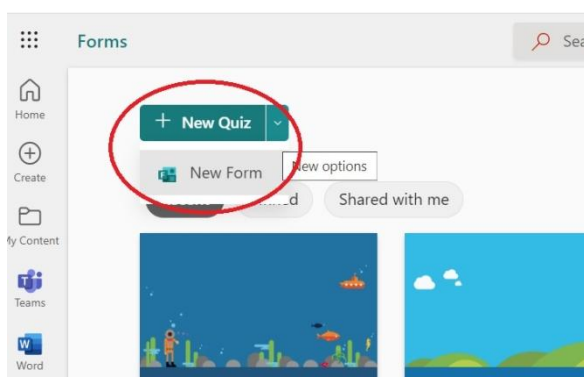 Forms
Sea
Home
+ New Quiz
Create
New Form
New options
Shared with me
My Content
Teams
W
Word